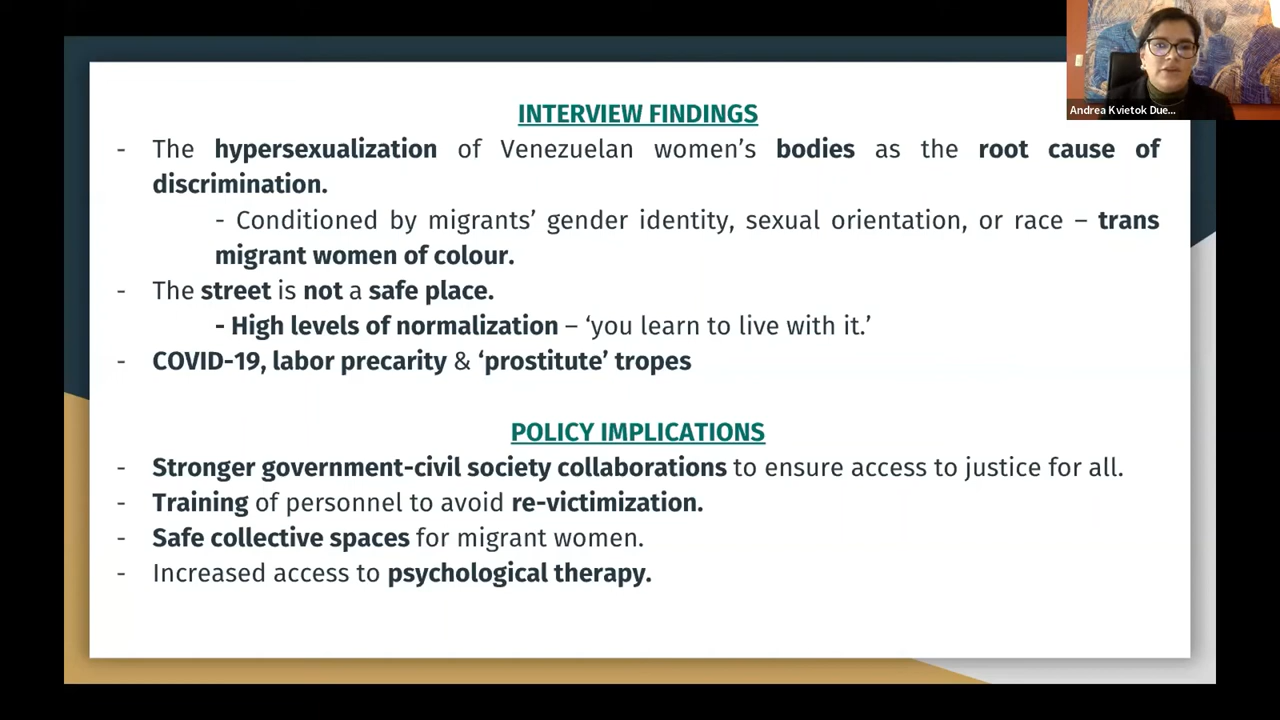 INTERVIEW FINDINGS
- The hypersexualization of Venezuelan women’s bodies as the root cause of
discrimination.
- Conditioned by migrants’ gender identity, sexual orientation, or race – trans
migrant women of colour.
- The street is not a safe place.
- High levels of normalization – ‘you learn to live with it.’
- COVID-19, labor precarity & ‘prostitute’ tropes
POLICY IMPLICATIONS
- Stronger government-civil society collaborations to ensure access to justice for all.
- Training of personnel to avoid re-victimization.
- Safe collective spaces for migrant women.
- Increased access to psychological therapy.
Andrea Kvietok Due...